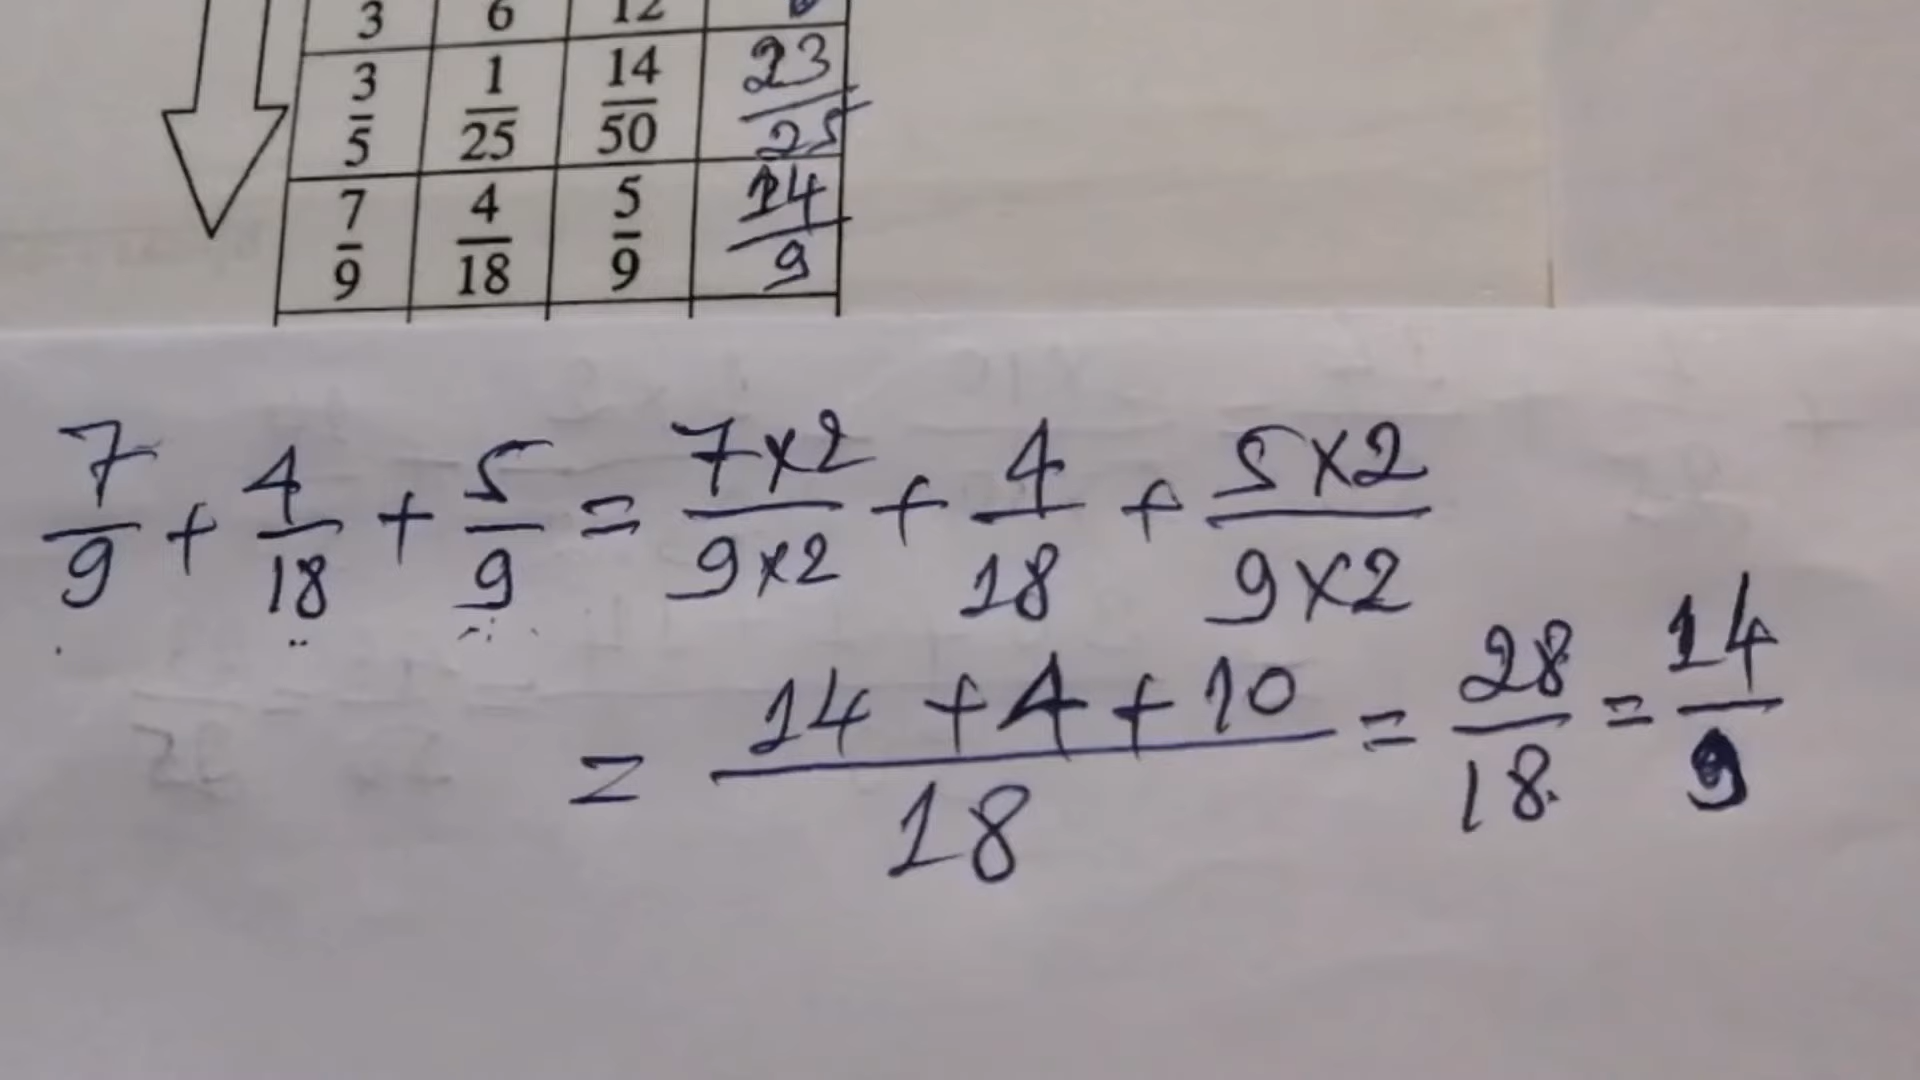 3 6 12
3/5 1/25 14/50 23/25
7/9 4/18 5/9 14/9
7/9 + 4/18 + 5/9 = 7×2/9×2 + 4/18 + 5×2/9×2
= 14+4+10/18 = 28/18 = 14/9